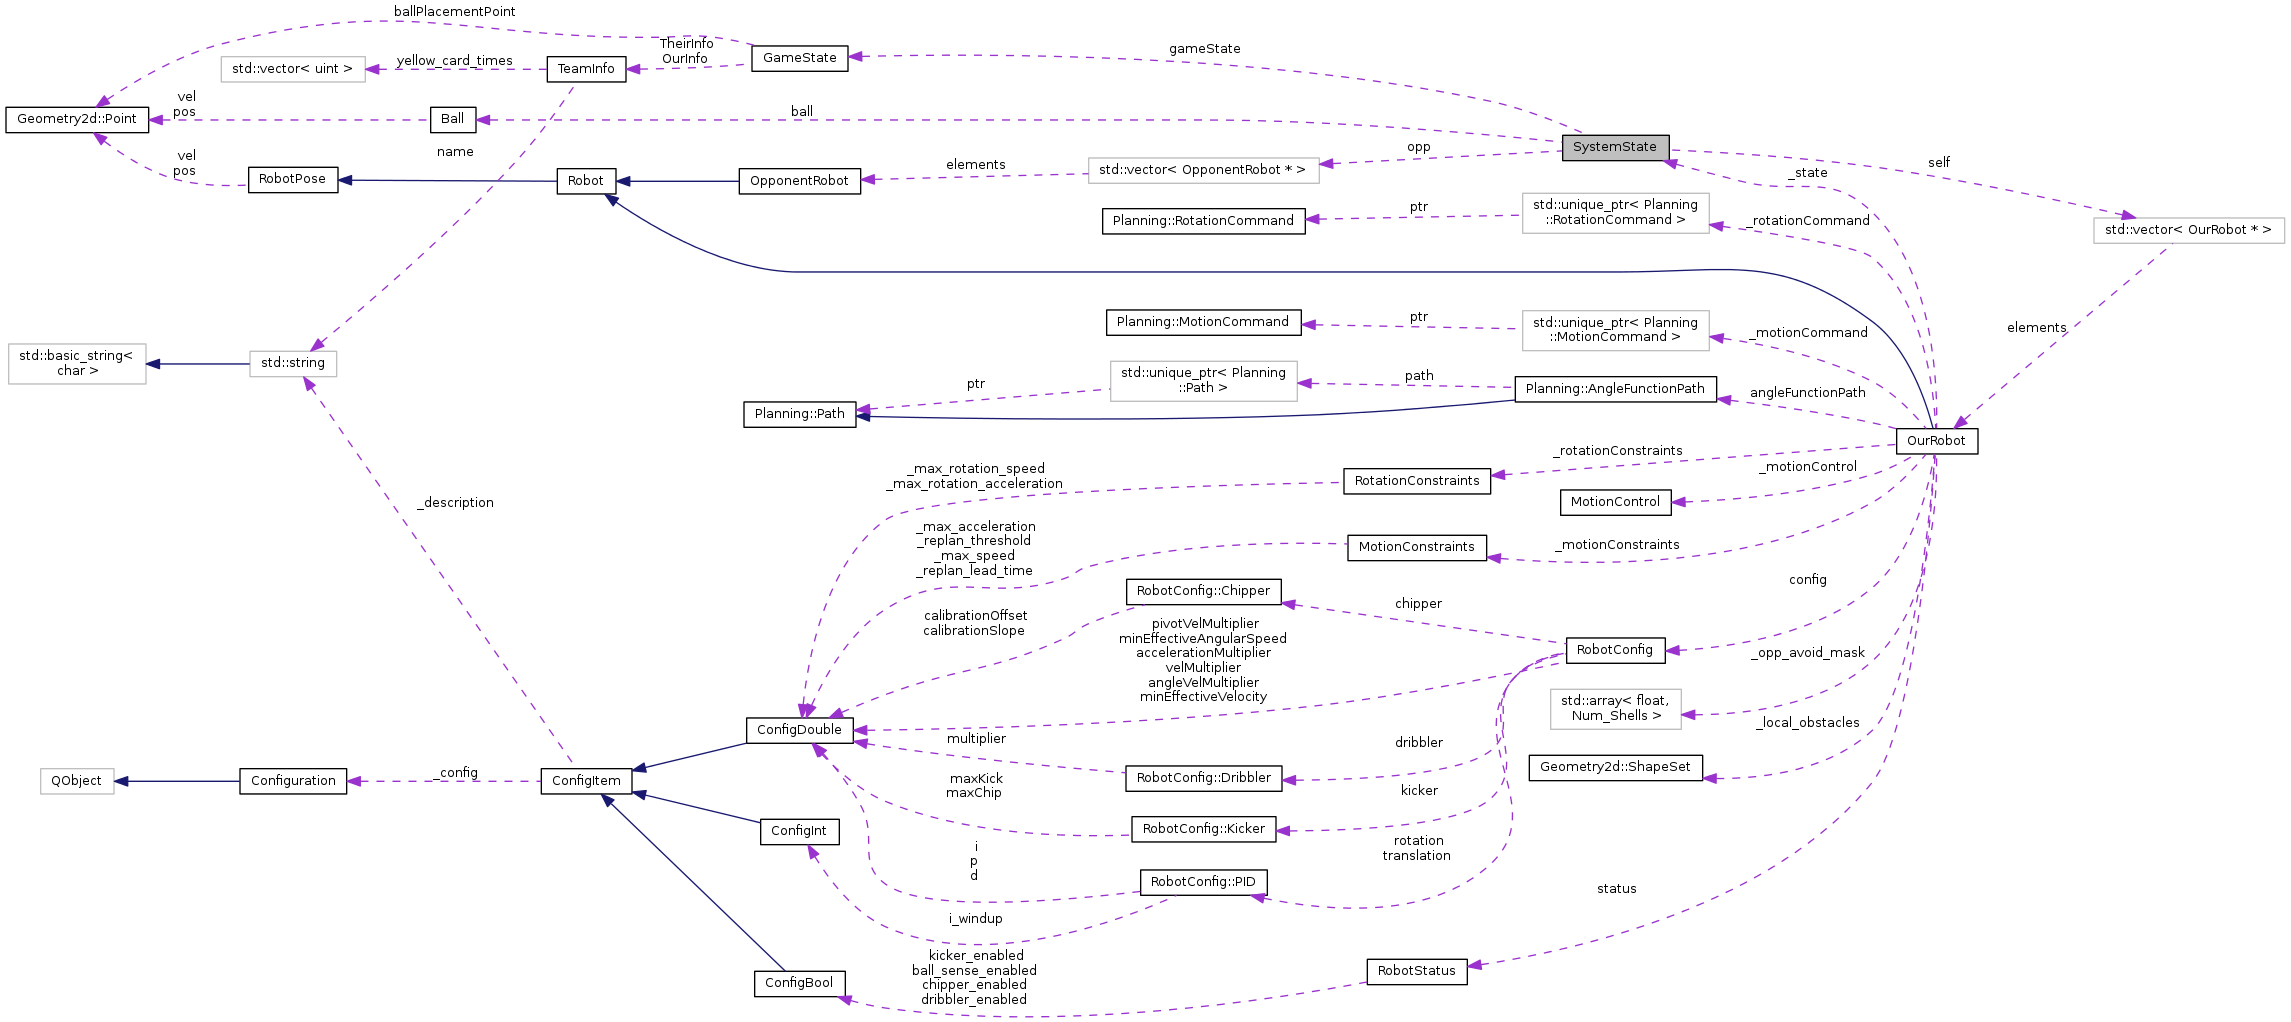 ballPlacementPoint
TheirInfo
OurInfo
GameState
gameState
std::vector< uint >
yellow_card_times
TeamInfo
vel
pos
Geometry2d::Point
Ball
ball
SystemState
name
vel
pos
RobotPose
Robot
OpponentRobot
elements
std::vector< OpponentRobot * >
opp
self
_state
Planning::RotationCommand
ptr
std::unique_ptr< Planning
::RotationCommand >
_rotationCommand
std::vector< OurRobot * >
Planning::MotionCommand
ptr
std::unique_ptr< Planning
::MotionCommand >
_motionCommand
elements
std::basic_string<
char >
std::string
Planning::Path
ptr
std::unique_ptr< Planning
::Path >
path
Planning::AngleFunctionPath
angleFunctionPath
OurRobot
_max_rotation_speed
_max_rotation_acceleration
RotationConstraints
_rotationConstraints
MotionControl
_motionControl
_description
_max_acceleration
_replan_threshold
_max_speed
_replan_lead_time
MotionConstraints
_motionConstraints
RobotConfig::Chipper
chipper
config
calibrationOffset
calibrationSlope
pivotVelMultiplier
minEffectiveAngularSpeed
accelerationMultiplier
velMultiplier
angleVelMultiplier
minEffectiveVelocity
RobotConfig
_opp_avoid_mask
std::array< float,
Num_Shells >
_local_obstacles
Geometry2d::ShapeSet
ConfigDouble
multiplier
RobotConfig::Dribbler
dribbler
QObject
Configuration
_config
ConfigItem
maxKick
maxChip
RobotConfig::Kicker
kicker
ConfigInt
i
p
d
RobotConfig::PID
rotation
translation
i_windup
status
kicker_enabled
ball_sense_enabled
chipper_enabled
dribbler_enabled
ConfigBool
RobotStatus